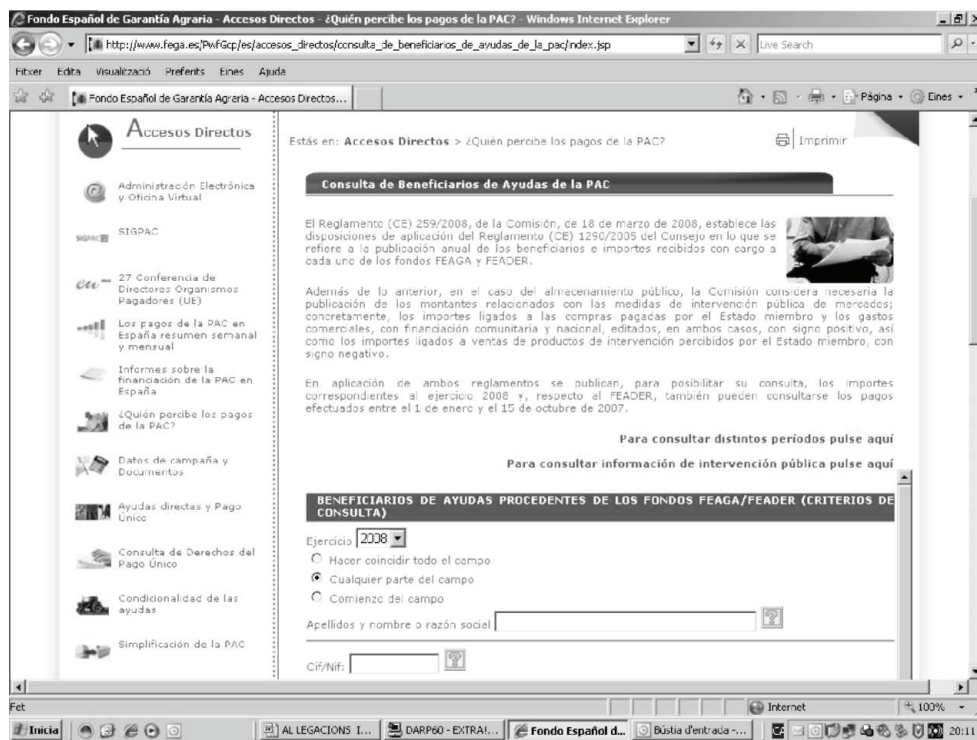 Fondo Español de Garantía Agraria - Accesos Directos - ¿Quién percibe los pagos de la PAC? - Windows Internet Explorer
http://www.fega.es/PwfGcp/es/accesos_directos/consulta_de_beneficiarios_de_ayudas_de_la_pac/index.jsp
Live Search
Fitxer Edita Visualització Preferits Eines Ajuda
Fondo Español de Garantía Agraria - Accesos Directos...
Página
Eines
Accesos Directos
Administración Electrónica
y Oficina Virtual
SIGPAC
SIGPAC
27 Conferencia de
Directores Organismos
Pagadores (UE)
Los pagos de la PAC en
España resumen semanal
y mensual
Informes sobre la
financiación de la PAC en
España
¿Quién percibe los pagos
de la PAC?
Datos de campaña y
Documentos
Ayudas directas y Pago
Único
Consulta de Derechos del
Pago Único
Condicionalidad de las
ayudas
Simplificación de la PAC
Estás en: Accesos Directos > ¿Quién percibe los pagos de la PAC?
Imprimir
Consulta de Beneficiarios de Ayudas de la PAC
El Reglamento (CE) 259/2008, de la Comisión, de 18 de marzo de 2008, establece las
disposiciones de aplicación del Reglamento (CE) 1290/2005 del Consejo en lo que se
refiere a la publicación anual de los beneficiarios e importes recibidos con cargo a
cada uno de los fondos FEAGA y FEADER.
Además de lo anterior, en el caso del almacenamiento público, la Comisión considera necesaria la
publicación de los montantes relacionados con las medidas de intervención pública de mercados;
concretamente, los importes ligados a las compras pagadas por el Estado miembro y los gastos
comerciales, con financiación comunitaria y nacional, editados, en ambos casos, con signo positivo, así
como los importes ligados a ventas de productos de intervención percibidos por el Estado miembro, con
signo negativo.
En aplicación de ambos reglamentos se publican, para posibilitar su consulta, los importes
correspondientes al ejercicio 2008 y, respecto al FEADER, también pueden consultarse los pagos
efectuados entre el 1 de enero y el 15 de octubre de 2007.
Para consultar distintos períodos pulse aquí
Para consultar información de intervención pública pulse aquí
BENEFICIARIOS DE AYUDAS PROCEDENTES DE LOS FONDOS FEAGA/FEADER (CRITERIOS DE
CONSULTA)
Ejercicio 2008
Hacer coincidir todo el campo
Cualquier parte del campo
Comienzo del campo
Apellidos y nombre o razón social
Cif/Nif:
Fet
Internet
100%
Inicia
AL LEGACIONS I...
DARP60 - EXTRA!...
Fondo Español d...
Bústia d'entrada -...
CA
20:1